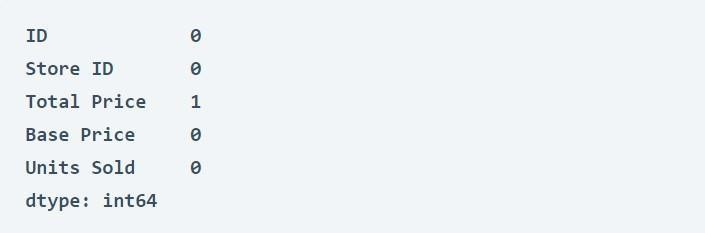 ID 0
Store ID 0
Total Price 1
Base Price 0
Units Sold 0
dtype: int64